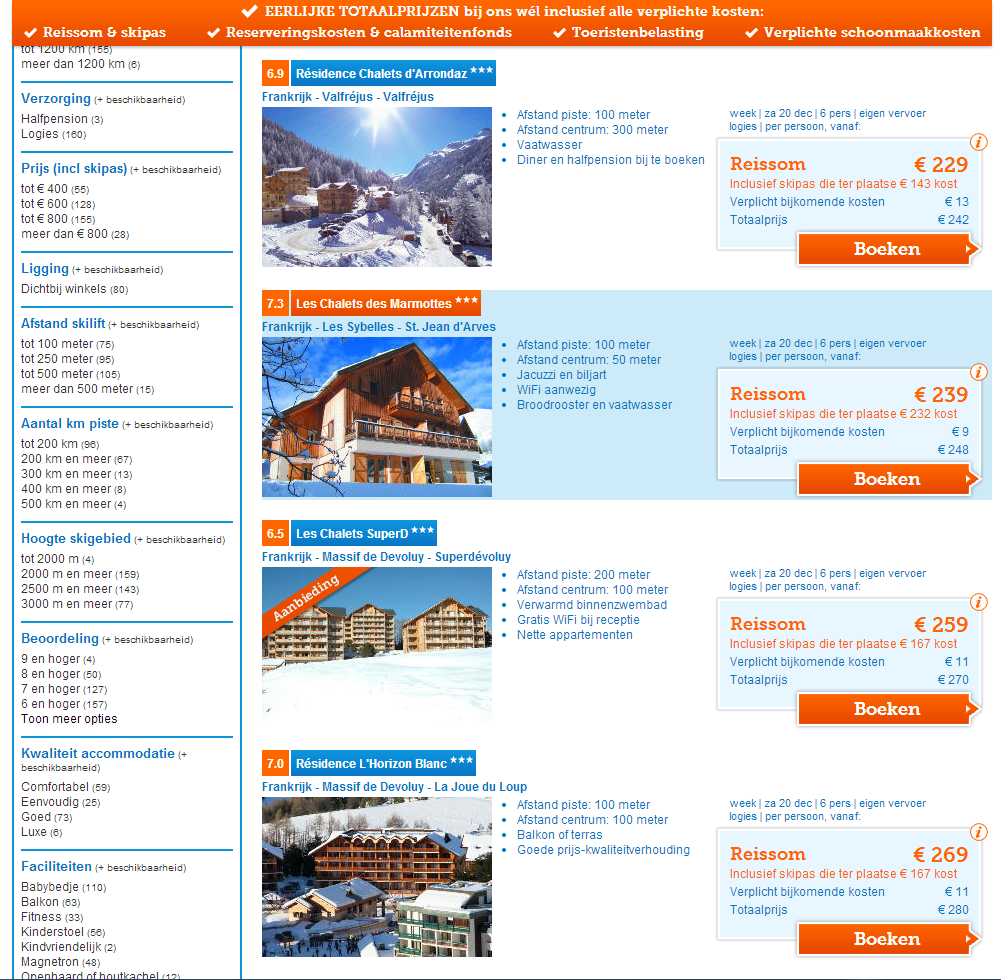 EERLIJKE TOTAALPRIJZEN bij ons wél inclusief alle verplichte kosten:
Reissom & skipas Reserveringskosten & calamiteitenfonds Toeristenbelasting Verplichte schoonmaakkosten
tot 1200 km (155)
meer dan 1200 km (6)
Verzorging (+ beschikbaarheid)
Halfpension (3)
Logies (160)
Prijs (incl skipas) (+ beschikbaarheid)
tot € 400 (55)
tot € 600 (128)
tot € 800 (155)
meer dan € 800 (28)
Ligging (+ beschikbaarheid)
Dichtbij winkels (80)
Afstand skilift (+ beschikbaarheid)
tot 100 meter (75)
tot 250 meter (95)
tot 500 meter (105)
meer dan 500 meter (15)
Aantal km piste (+ beschikbaarheid)
tot 200 km (96)
200 km en meer (67)
300 km en meer (13)
400 km en meer (8)
500 km en meer (4)
Hoogte skigebied (+ beschikbaarheid)
tot 2000 m (4)
2000 m en meer (159)
2500 m en meer (143)
3000 m en meer (77)
Beoordeling (+ beschikbaarheid)
9 en hoger (4)
8 en hoger (50)
7 en hoger (127)
6 en hoger (157)
Toon meer opties
Kwaliteit accommodatie (+
beschikbaarheid)
Comfortabel (59)
Eenvoudig (25)
Goed (73)
Luxe (6)
Faciliteiten (+ beschikbaarheid)
Babybedje (110)
Balkon (63)
Fitness (33)
Kinderstoel (56)
Kindvriendelijk (2)
Magnetron (48)
Openhaard of houtkachel (12)
6.9 Résidence Chalets d'Arrondaz ***
Frankrijk - Valfréjus - Valfréjus
Afstand piste: 100 meter
Afstand centrum: 300 meter
Vaatwasser
Diner en halfpension bij te boeken
week | za 20 dec | 6 pers | eigen vervoer
logies | per persoon, vanaf:
i
Reissom € 229
Inclusief skipas die ter plaatse € 143 kost
Verplicht bijkomende kosten € 13
Totaalprijs € 242
Boeken
7.3 Les Chalets des Marmottes ***
Frankrijk - Les Sybelles - St. Jean d'Arves
Afstand piste: 100 meter
Afstand centrum: 50 meter
Jacuzzi en biljart
WiFi aanwezig
Broodrooster en vaatwasser
week | za 20 dec | 6 pers | eigen vervoer
logies | per persoon, vanaf:
i
Reissom € 239
Inclusief skipas die ter plaatse € 232 kost
Verplicht bijkomende kosten € 9
Totaalprijs € 248
Boeken
6.5 Les Chalets SuperD ***
Frankrijk - Massif de Devoluy - Superdévoluy
Aanbieding
Afstand piste: 200 meter
Afstand centrum: 100 meter
Verwarmd binnenzwembad
Gratis WiFi bij receptie
Nette appartementen
week | za 20 dec | 6 pers | eigen vervoer
logies | per persoon, vanaf:
i
Reissom € 259
Inclusief skipas die ter plaatse € 167 kost
Verplicht bijkomende kosten € 11
Totaalprijs € 270
Boeken
7.0 Résidence L'Horizon Blanc ***
Frankrijk - Massif de Devoluy - La Joue du Loup
Afstand piste: 100 meter
Afstand centrum: 100 meter
Balkon of terras
Goede prijs-kwaliteitverhouding
week | za 20 dec | 6 pers | eigen vervoer
logies | per persoon, vanaf:
i
Reissom € 269
Inclusief skipas die ter plaatse € 167 kost
Verplicht bijkomende kosten € 11
Totaalprijs € 280
Boeken